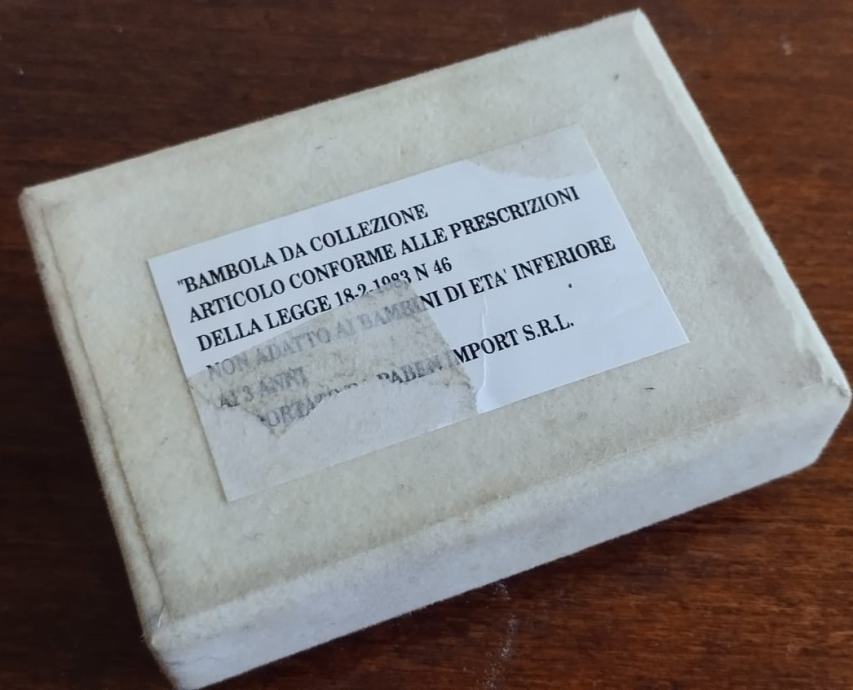 "BAMBOLA DA COLLEZIONE
ARTICOLO CONFORME ALLE PRESCRIZIONI
DELLA LEGGE 18-2-1983 N 46
NON ADATTO AI BAMBINI DI ETA' INFERIORE
AI 3 ANNI
IMPORT S.R.L.